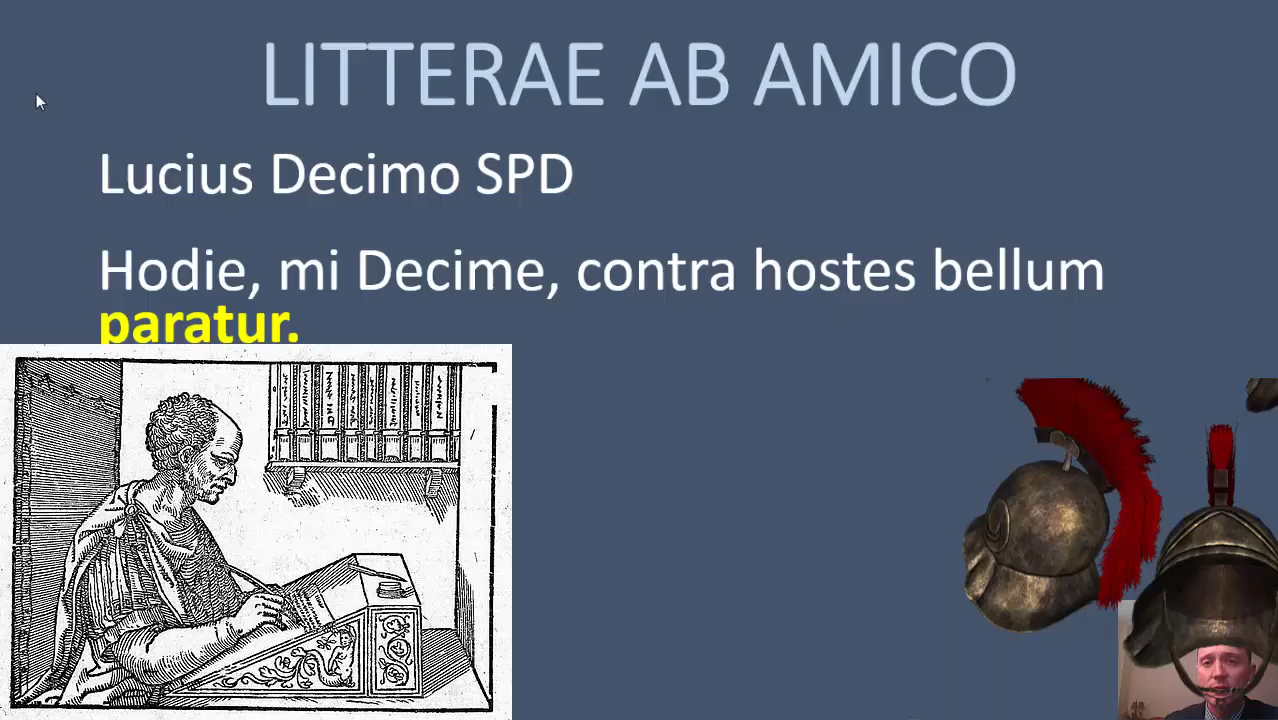 LITTERAE AB AMICO
Lucius Decimo SPD
Hodie, mi Decime, contra hostes bellum
paratur.